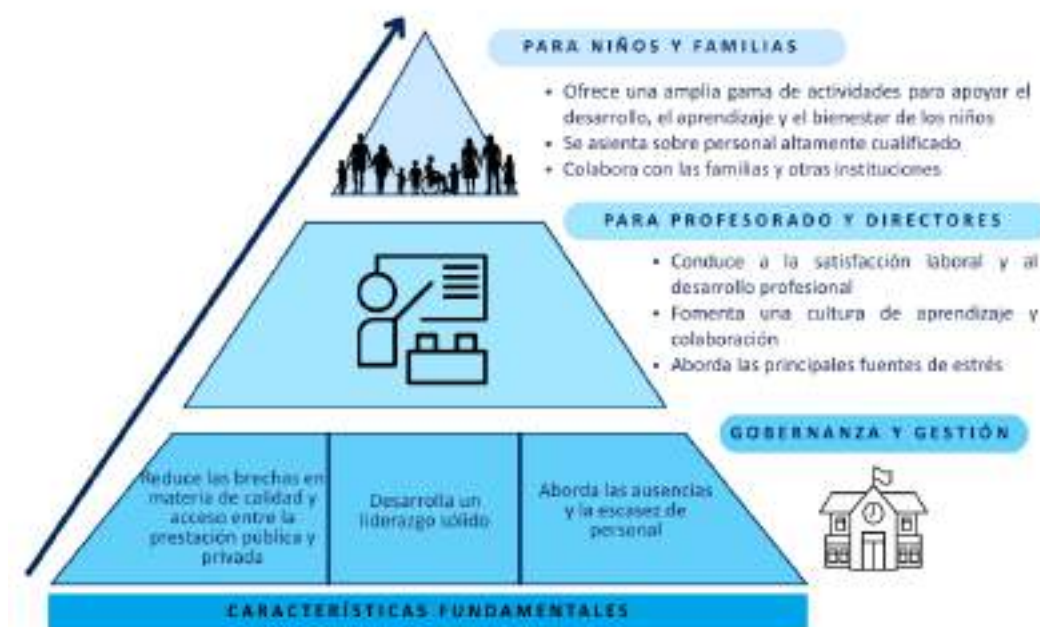 PARA NIÑOS Y FAMILIAS
• Ofrece una amplia gama de actividades para apoyar el
desarrollo, el aprendizaje y el bienestar de los niños
• Se asienta sobre personal altamente cualificado
• Colabora con las familias y otras instituciones
PARA PROFESORADO Y DIRECTORES
• Conduce a la satisfacción laboral y al
desarrollo profesional
• Fomenta una cultura de aprendizaje y
colaboración
• Aborda las principales fuentes de estrés
GOBERNANZA Y GESTIÓN
Reduce las brechas en
materia de calidad y
acceso entre la
prestación pública y
privada
Desarrolla un
liderazgo sólido
Aborda las ausencias
y la escasez de
personal
CARACTERÍSTICAS FUNDAMENTALES